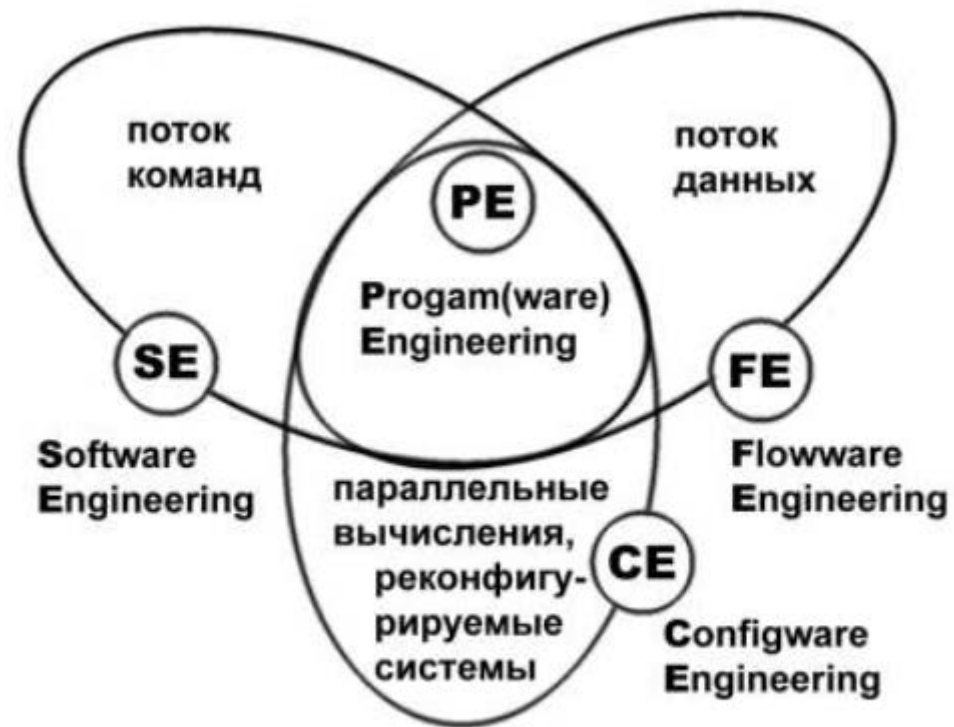 поток
команд
поток
данных
PE
Progam(ware)
Engineering
SE
Software
Engineering
FE
Flowware
Engineering
параллельные
вычисления,
реконфигу-
рируемые
системы
CE
Configware
Engineering